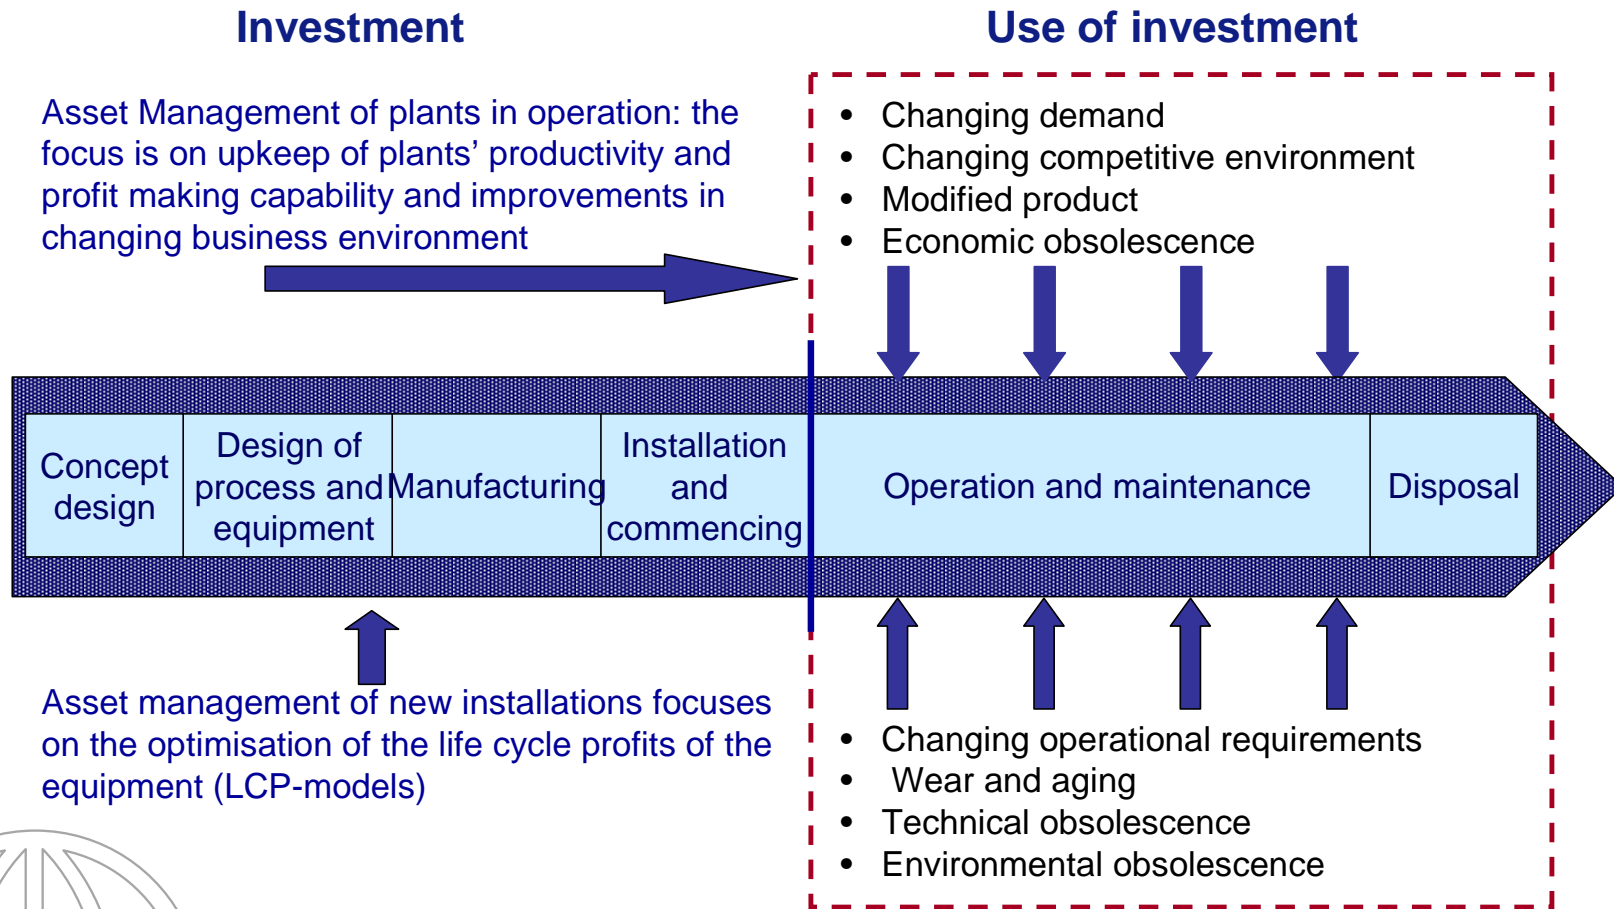 Investment
Use of investment
Asset Management of plants in operation: the
focus is on upkeep of plants’ productivity and
profit making capability and improvements in
changing business environment
• Changing demand
• Changing competitive environment
• Modified product
• Economic obsolescence
Concept
design
Design of
process and
equipment
Manufacturing
Installation
and
commencing
Operation and maintenance
Disposal
Asset management of new installations focuses
on the optimisation of the life cycle profits of the
equipment (LCP-models)
• Changing operational requirements
• Wear and aging
• Technical obsolescence
• Environmental obsolescence